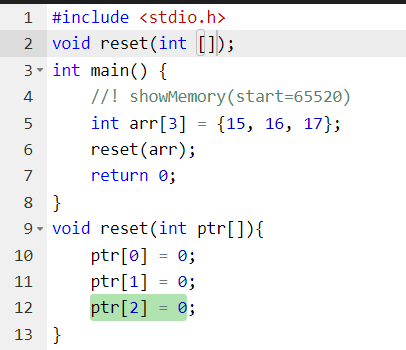 1 #include <stdio.h>
2 void reset(int []);
3 int main() {
4     //! showMemory(start=65520)
5     int arr[3] = {15, 16, 17};
6     reset(arr);
7     return 0;
8 }
9 void reset(int ptr[]){
10     ptr[0] = 0;
11     ptr[1] = 0;
12     ptr[2] = 0;
13 }